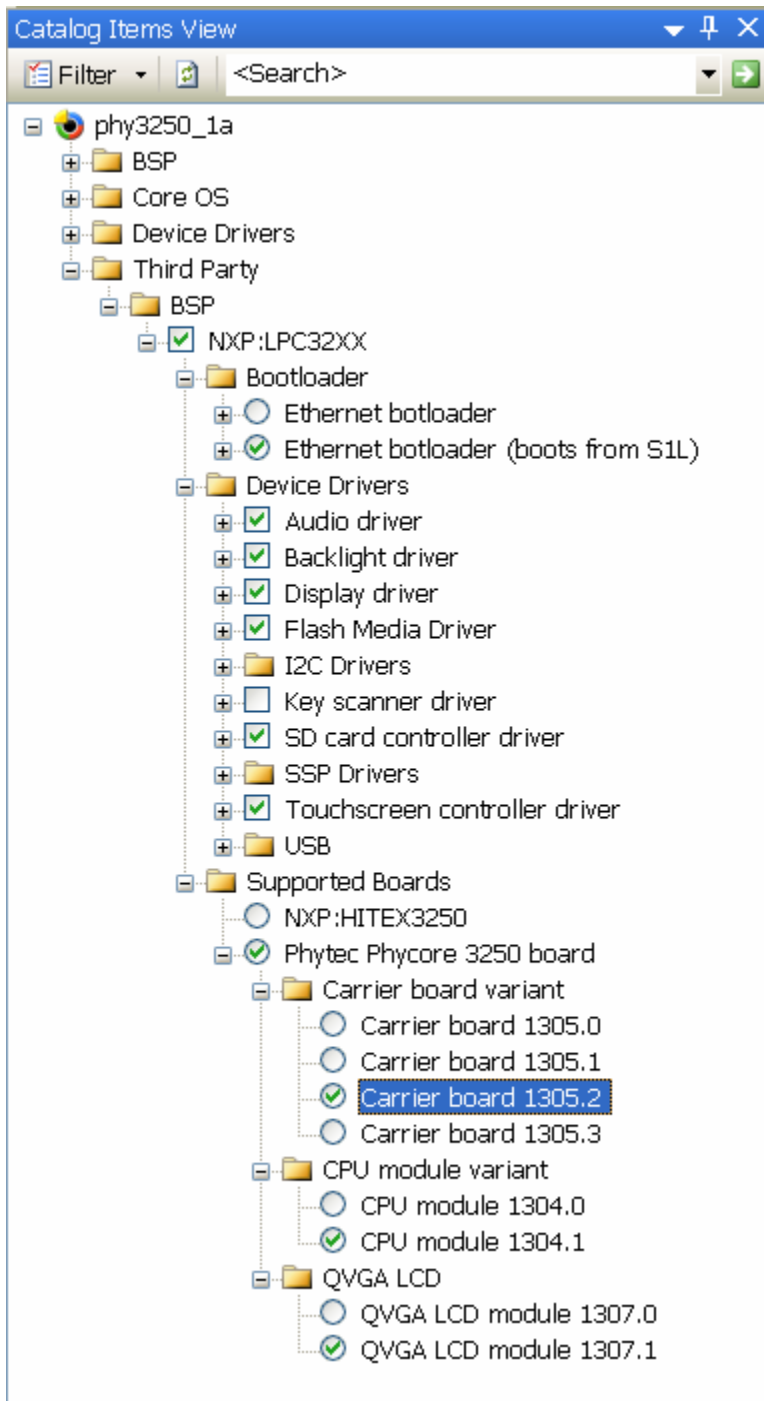 Catalog Items View
Filter <Search>
phy3250_1a
BSP
Core OS
Device Drivers
Third Party
BSP
NXP:LPC32XX
Bootloader
Ethernet botloader
Ethernet botloader (boots from S1L)
Device Drivers
Audio driver
Backlight driver
Display driver
Flash Media Driver
I2C Drivers
Key scanner driver
SD card controller driver
SSP Drivers
Touchscreen controller driver
USB
Supported Boards
NXP:HITEX3250
Phytec Phycore 3250 board
Carrier board variant
Carrier board 1305.0
Carrier board 1305.1
Carrier board 1305.2
Carrier board 1305.3
CPU module variant
CPU module 1304.0
CPU module 1304.1
QVGA LCD
QVGA LCD module 1307.0
QVGA LCD module 1307.1